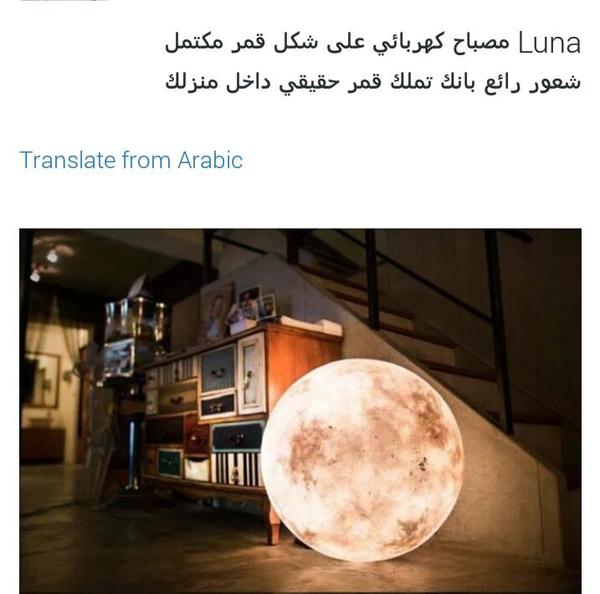 Luna مصباح كهربائي على شكل قمر مكتمل
شعور رائع بانك تملك قمر حقيقي داخل منزلك
Translate from Arabic